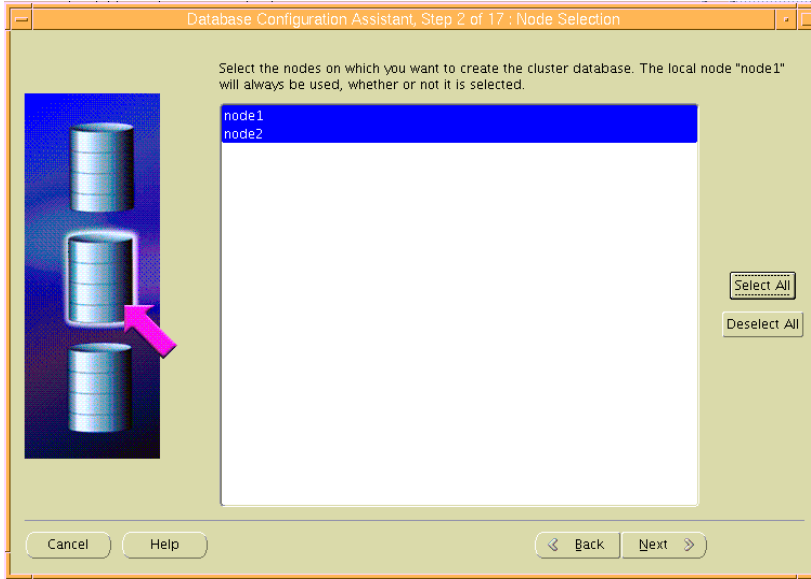 Database Configuration Assistant, Step 2 of 17 : Node Selection
Select the nodes on which you want to create the cluster database. The local node "node1"
will always be used, whether or not it is selected.
node1
node2
Select All
Deselect All
Cancel
Help
Back
Next